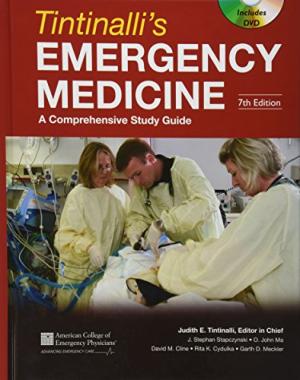 Includes
DVD
Tintinalli's
EMERGENCY
MEDICINE
7th Edition
A Comprehensive Study Guide
Judith E. Tintinalli, Editor in Chief
J. Stephan Stapczynski • O. John Ma
David M. Cline • Rita K. Cydulka • Garth D. Meckler
American College of
Emergency Physicians®
ADVANCING EMERGENCY CARE